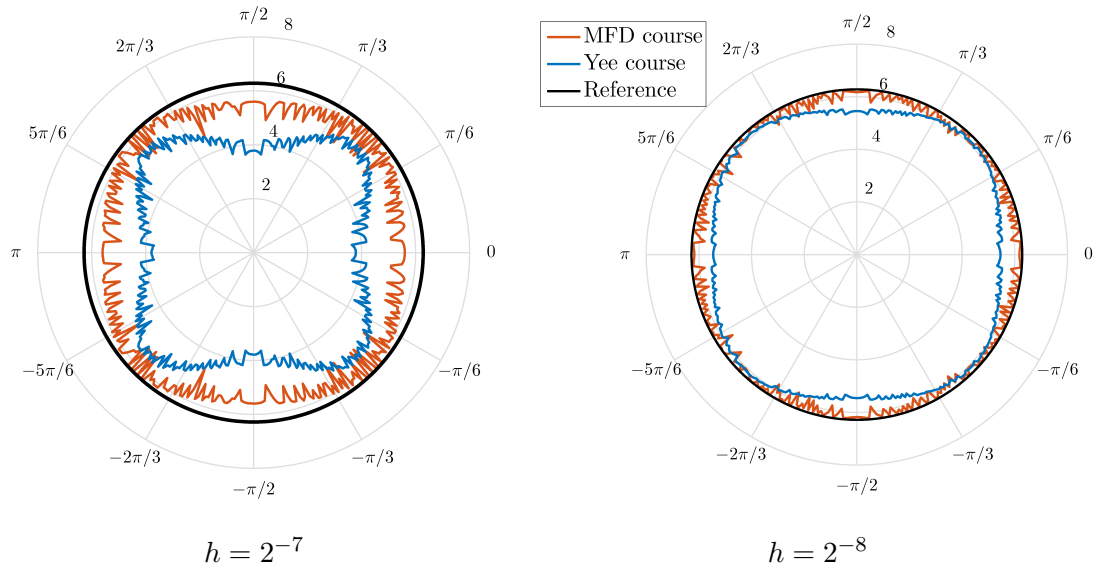 π/2
8
2π/3
π/3
6
5π/6
4
π/6
2
π
0
−5π/6
−π/6
−2π/3
−π/3
−π/2
h = 2⁻⁷
MFD course
Yee course
Reference
π/2
8
2π/3
π/3
6
5π/6
4
π/6
2
π
0
−5π/6
−π/6
−2π/3
−π/3
−π/2
h = 2⁻⁸